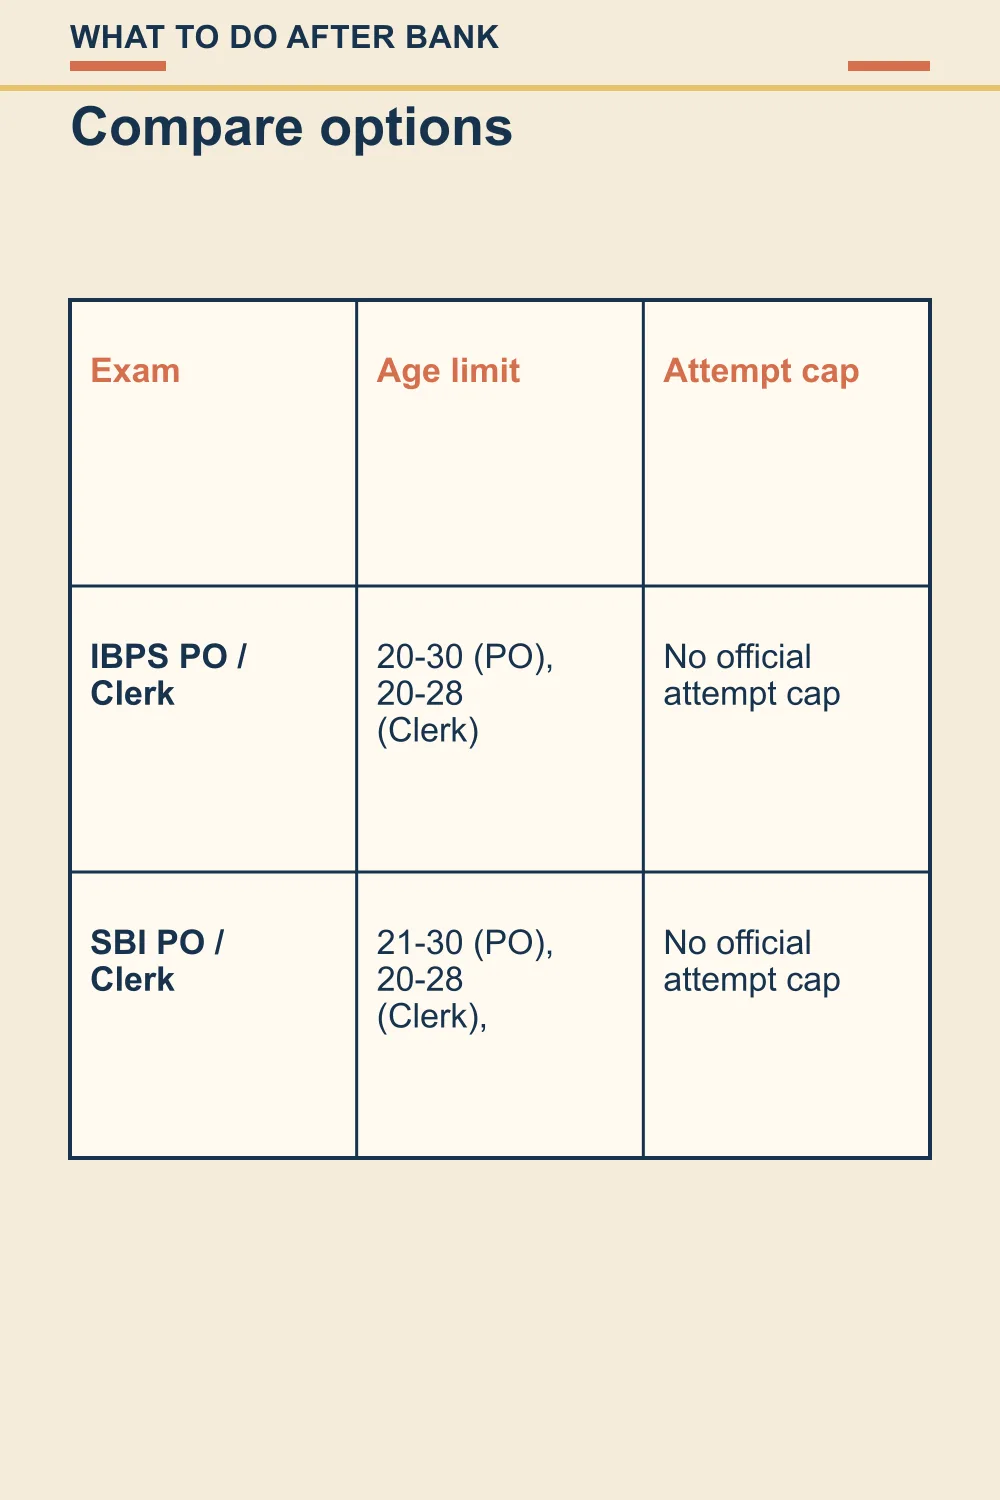 WHAT TO DO AFTER BANK
Compare options
Exam
Age limit
Attempt cap
IBPS PO /
Clerk
20-30 (PO),
20-28
(Clerk)
No official
attempt cap
SBI PO /
Clerk
21-30 (PO),
20-28
(Clerk),
No official
attempt cap